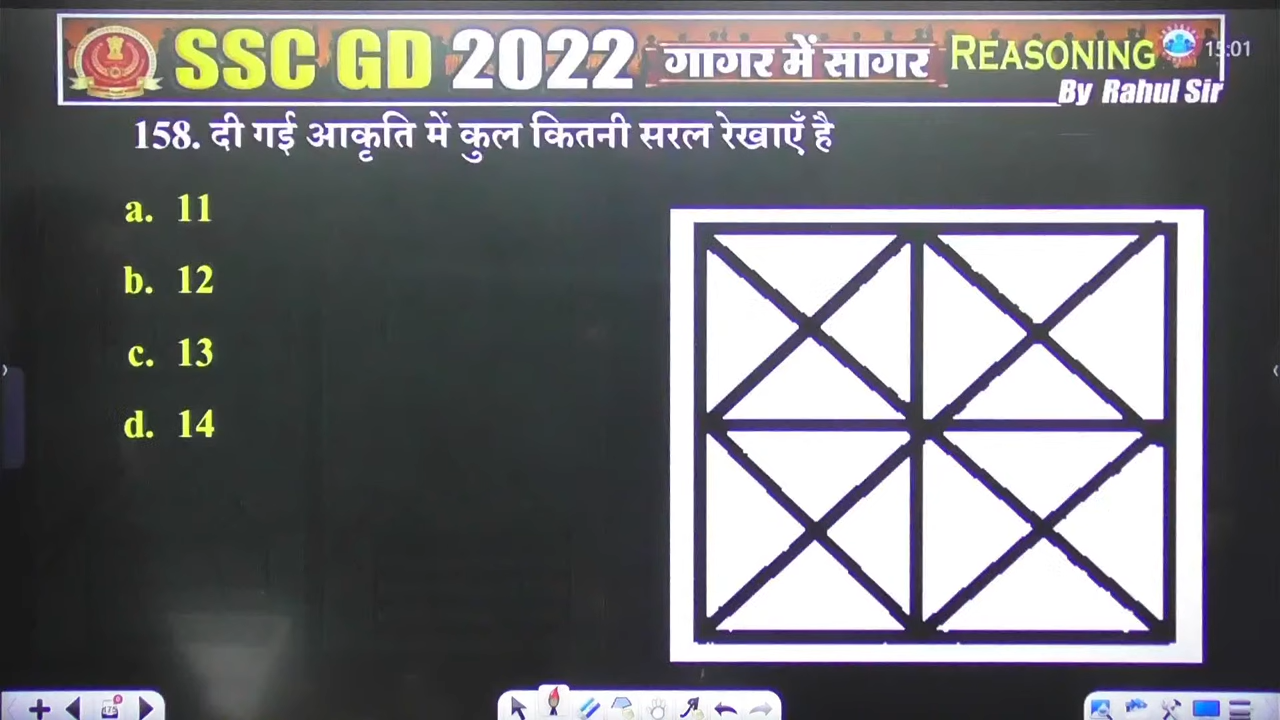 SSC GD 2022 गागर में सागर REASONING 15:01
By Rahul Sir
158. दी गई आकृति में कुल कितनी सरल रेखाएँ है
a. 11
b. 12
c. 13
d. 14